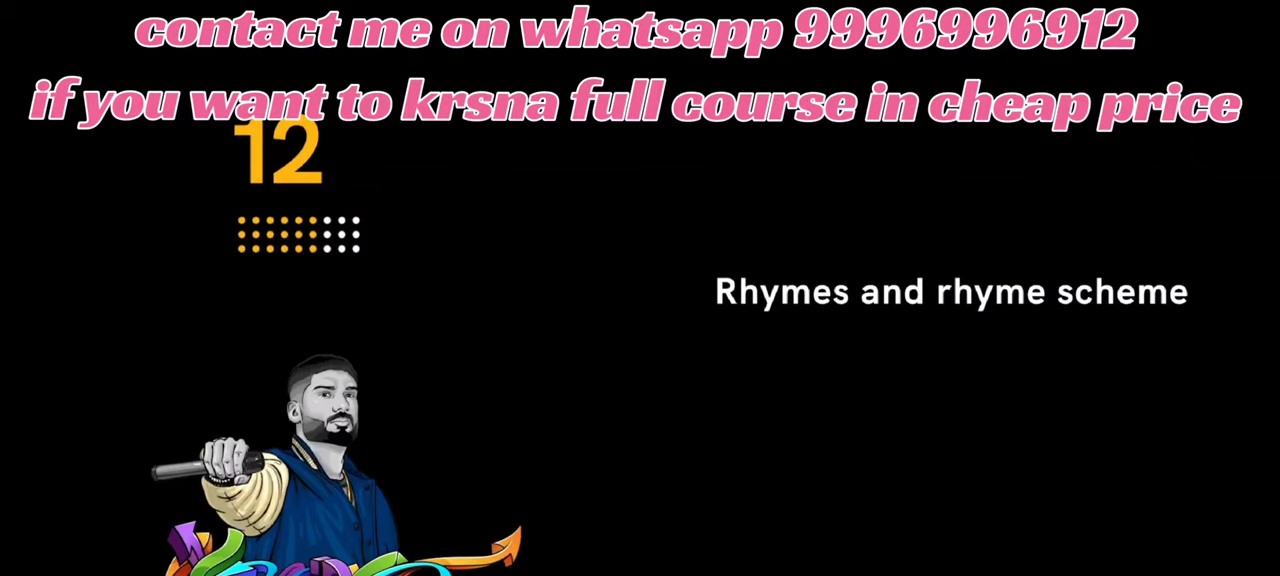 contact me on whatsapp 9996996912
if you want to krsna full course in cheap price
12
Rhymes and rhyme scheme